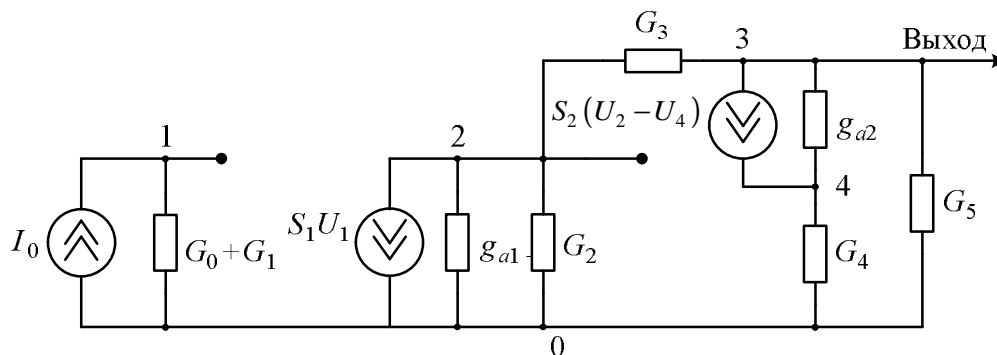 G₃
3
Выход
S₂(U₂ − U₄)
gₐ₂
1
2
4
I₀
G₀ + G₁
S₁U₁
gₐ₁
G₂
G₄
G₅
0